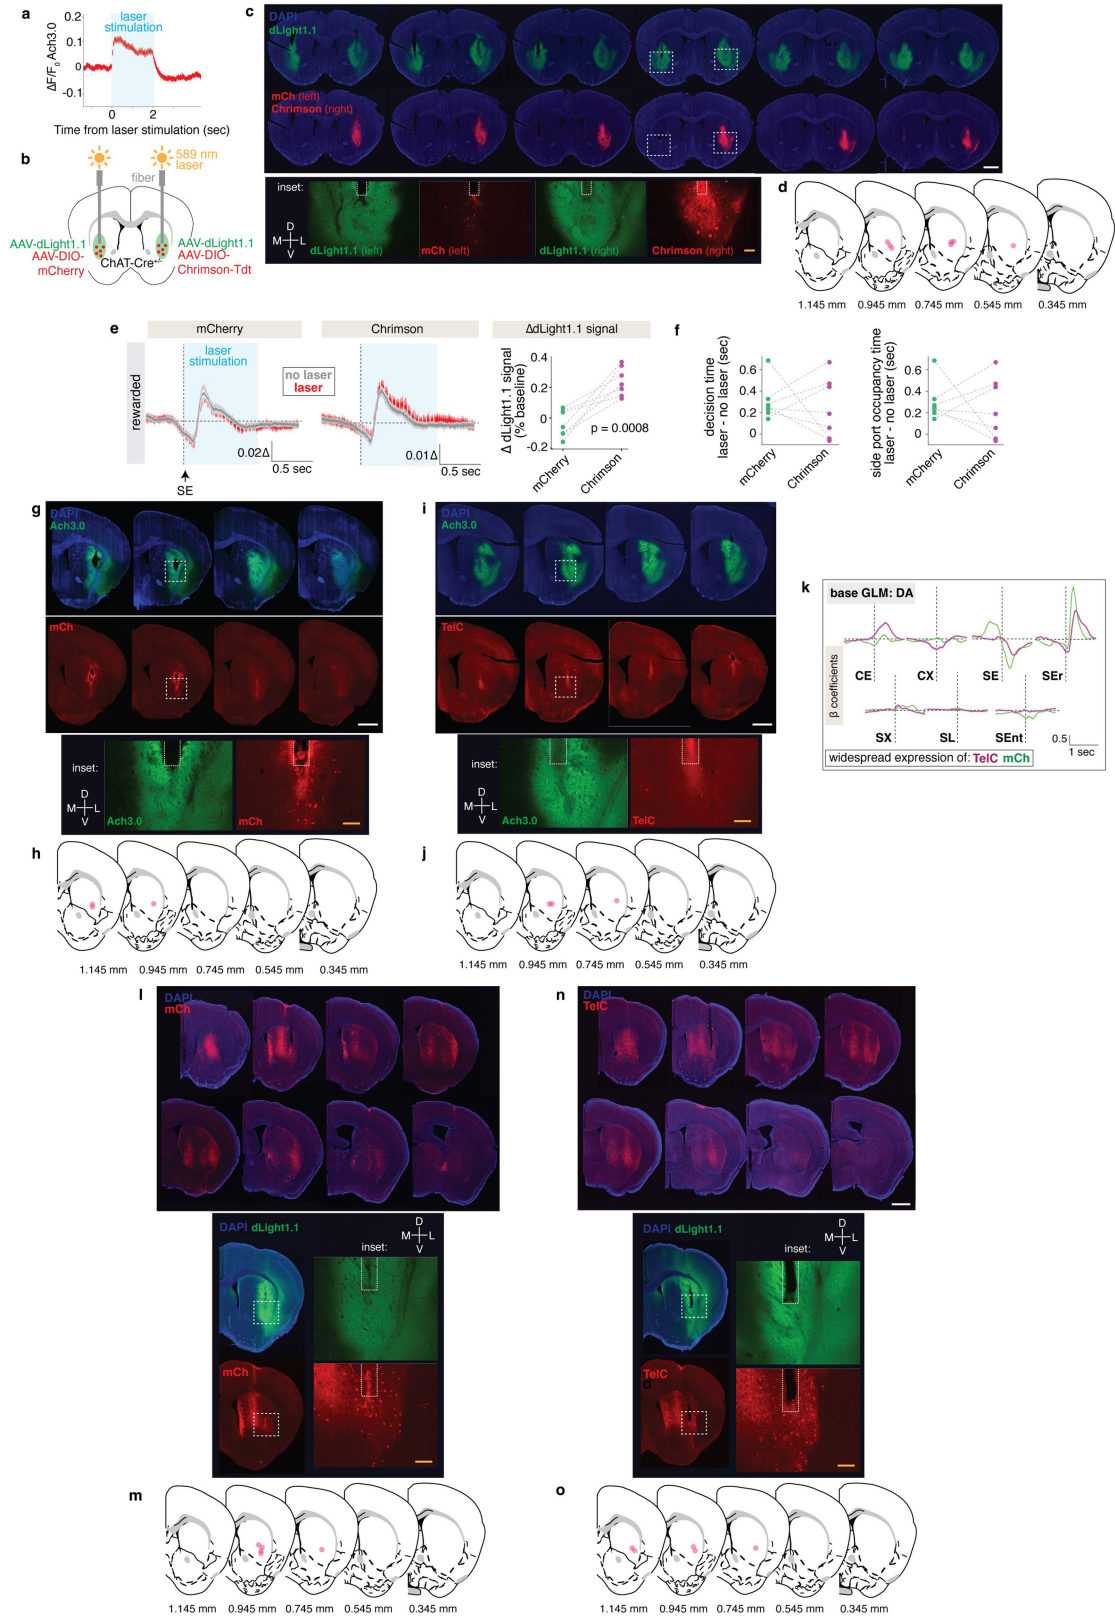 a
0.2
0.1
0
-0.1
ΔF/F0 Ach3.0
laser
stimulation
0
2
Time from laser stimulation (sec)
b
589 nm
laser
fiber
AAV-dLight1.1
AAV-DIO-
mCherry
ChAT-Cre+/-
AAV-dLight1.1
AAV-DIO-
Chrimson-Tdt
c
DAPI
dLight1.1
mCh (left)
Chrimson (right)
inset:
D
M L
V
dLight1.1 (left)
mCh (left)
dLight1.1 (right)
Chrimson (right)
d
1.145 mm
0.945 mm
0.745 mm
0.545 mm
0.345 mm
e
mCherry
Chrimson
ΔdLight1.1 signal
rewarded
laser
stimulation
no laser
laser
0.02Δ
0.5 sec
SE
0.01Δ
0.5 sec
Δ dLight1.1 signal
(% baseline)
0.4
0.2
0
-0.2
p = 0.0008
mCherry
Chrimson
f
decision time
laser - no laser (sec)
0.6
0.4
0.2
0
mCherry
Chrimson
side port occupancy time
laser - no laser (sec)
0.6
0.4
0.2
0
mCherry
Chrimson
g
DAPI
Ach3.0
mCh
inset:
D
M L
V
Ach3.0
mCh
h
1.145 mm
0.945 mm
0.745 mm
0.545 mm
0.345 mm
i
DAPI
Ach3.0
TelC
inset:
D
M L
V
Ach3.0
TelC
j
1.145 mm
0.945 mm
0.745 mm
0.545 mm
0.345 mm
k
base GLM: DA
β coefficients
CE
CX
SE
SEr
SX
SL
SEnt
0.5
1 sec
widespread expression of: TelC mCh
l
DAPI
mCh
DAPI dLight1.1
D
M L
V
inset:
mCh
m
1.145 mm
0.945 mm
0.745 mm
0.545 mm
0.345 mm
n
DAPI
TelC
DAPI dLight1.1
D
M L
V
inset:
TelC
d
o
1.145 mm
0.945 mm
0.745 mm
0.545 mm
0.345 mm